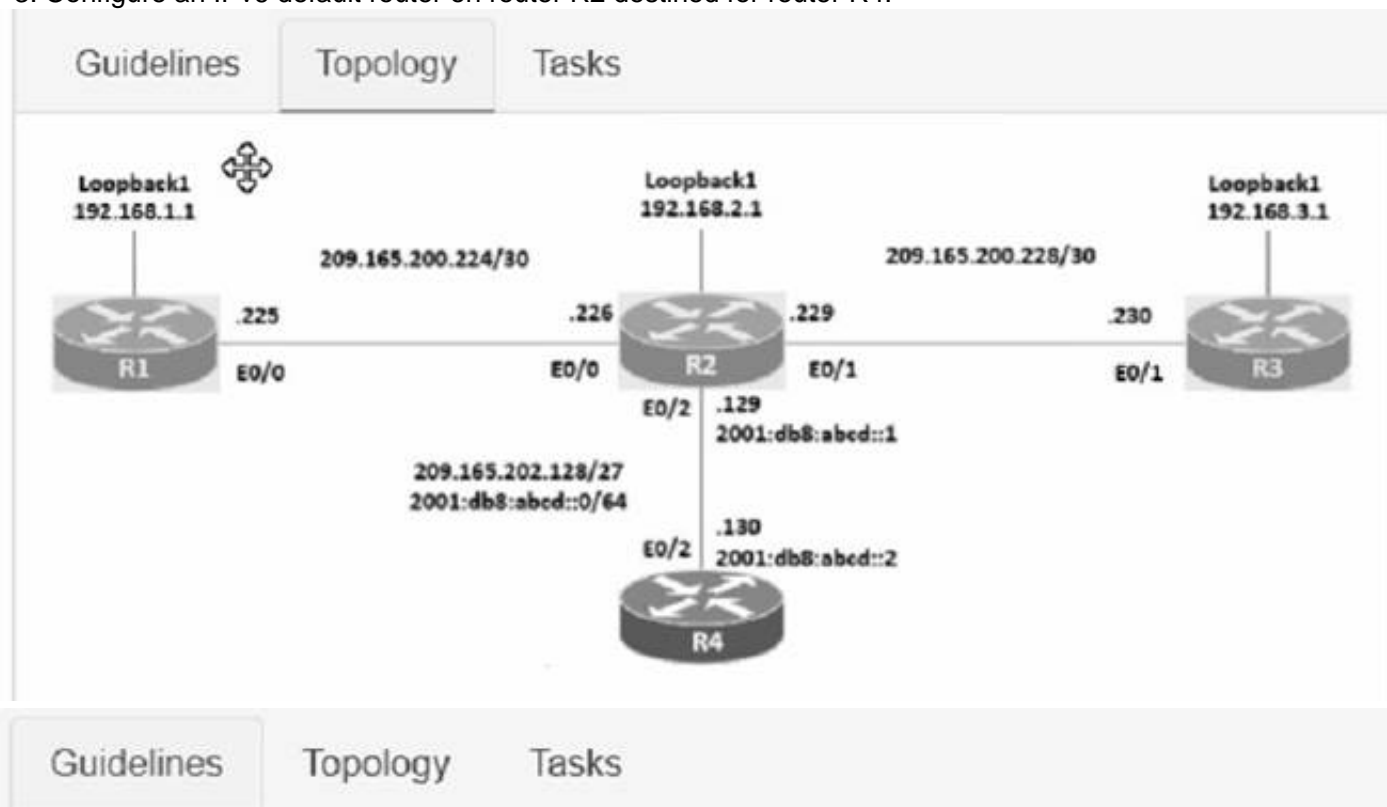 Guidelines Topology Tasks
Loopback1
192.168.1.1
Loopback1
192.168.2.1
Loopback1
192.168.3.1
209.165.200.224/30
209.165.200.228/30
.225
.226
.229
.230
R1
R2
R3
E0/0
E0/0
E0/1
E0/1
E0/2
.129
2001:db8:abcd::1
209.165.202.128/27
2001:db8:abcd::0/64
.130
E0/2
2001:db8:abcd::2
R4
Guidelines Topology Tasks